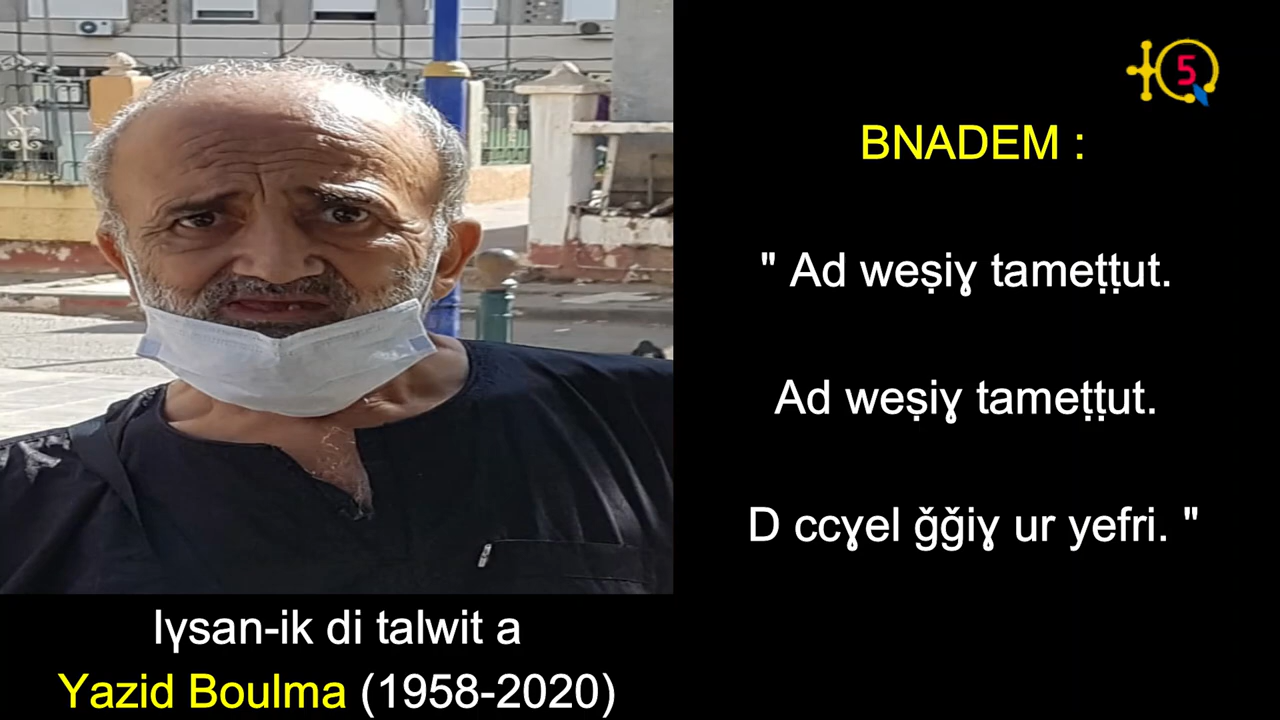 5
BNADEM :
" Ad weṣiɣ tameṭṭut.
Ad weṣiɣ tameṭṭut.
D ccɣel ǧǧiɣ ur yefri. "
Iɣsan-ik di talwit a
Yazid Boulma (1958-2020)